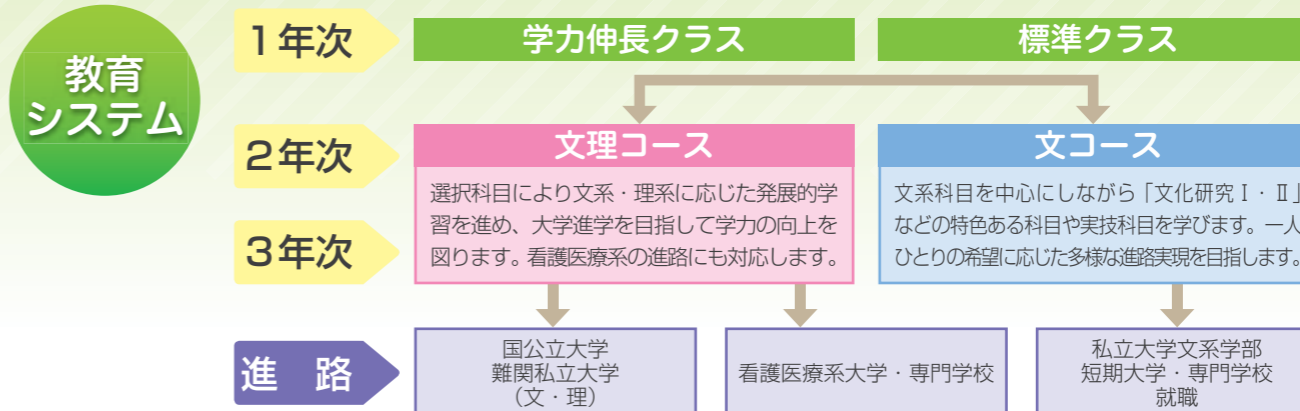 教育
システム
1年次
学力伸長クラス
標準クラス
2年次
3年次
文理コース
選択科目により文系・理系に応じた発展的学
習を進め、大学進学を目指して学力の向上を
図ります。看護医療系の進路にも対応します。
文コース
文系科目を中心にしながら「文化研究Ⅰ・Ⅱ」
などの特色ある科目や実技科目を学びます。一人
ひとりの希望に応じた多様な進路実現を目指します。
進 路
国公立大学
難関私立大学
（文・理）
看護医療系大学・専門学校
私立大学文系学部
短期大学・専門学校
就職